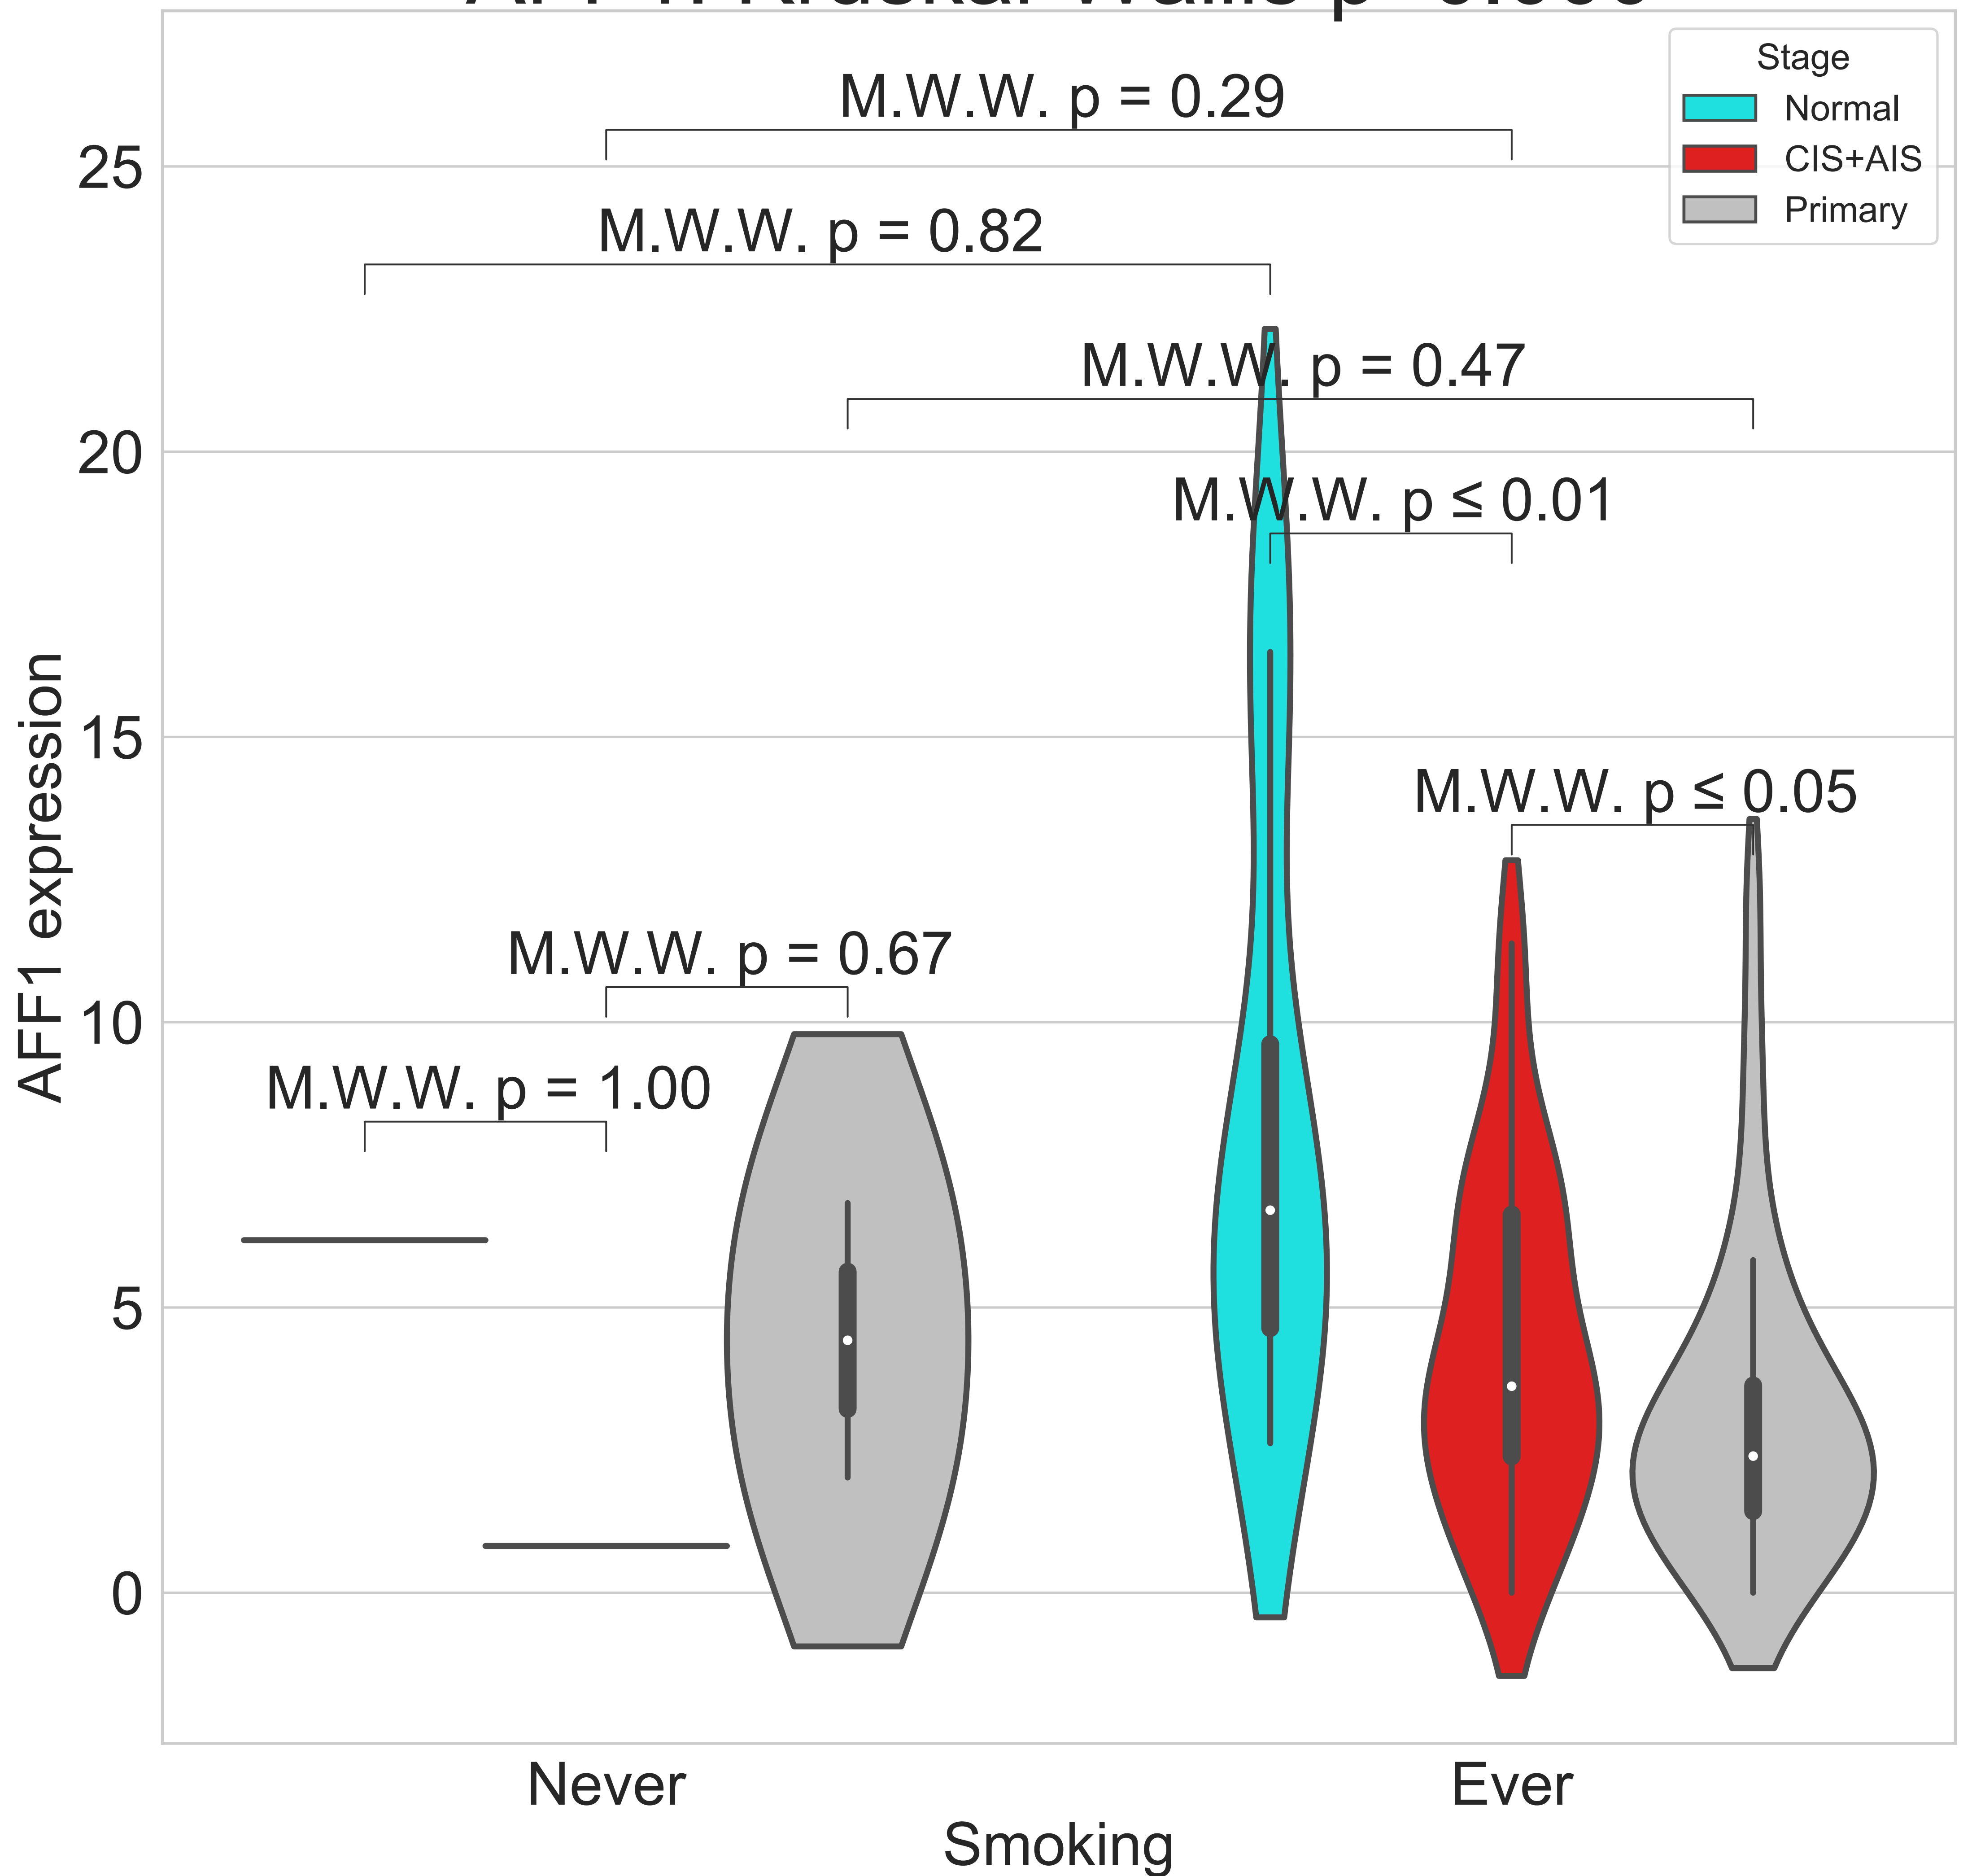 Stage
Normal
CIS+AIS
Primary
M.W.W. p = 0.29
M.W.W. p = 0.82
M.W.W. p = 0.47
M.W.W. p ≤ 0.01
M.W.W. p ≤ 0.05
M.W.W. p = 0.67
M.W.W. p = 1.00
25
20
15
10
5
0
AFF1 expression
Never
Ever
Smoking